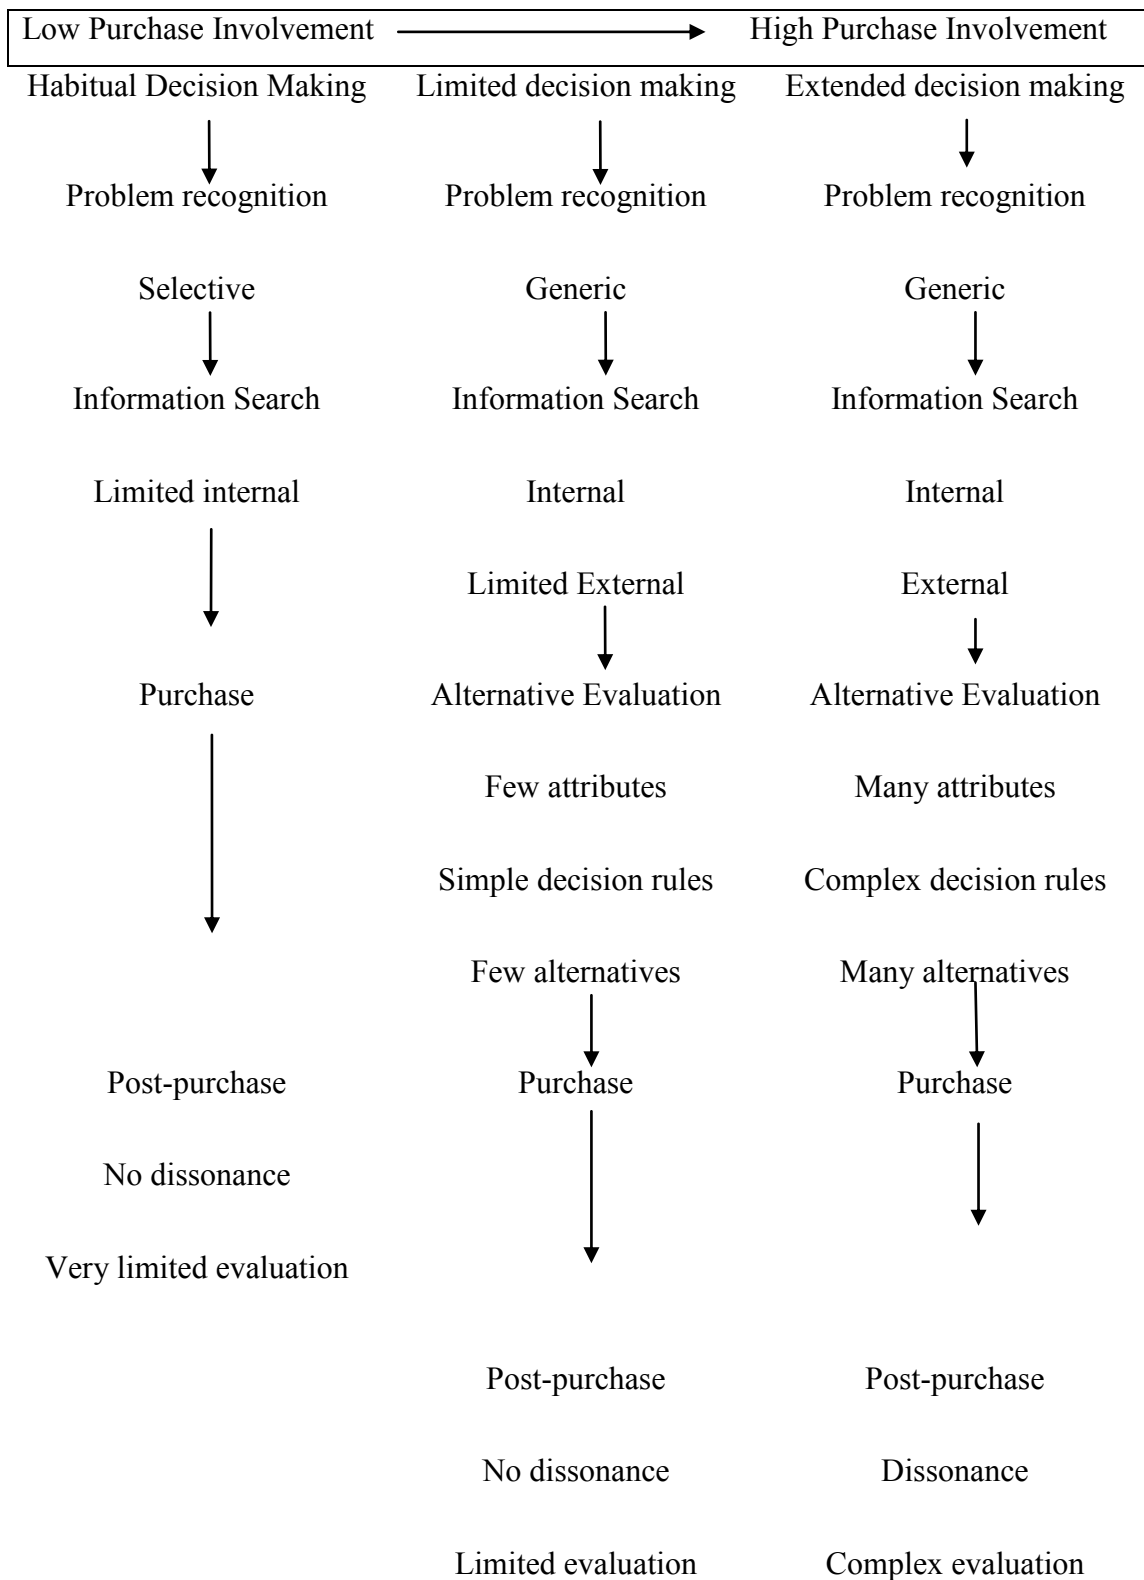 Low Purchase Involvement High Purchase Involvement
Habitual Decision Making Limited decision making Extended decision making
Problem recognition Problem recognition Problem recognition
Selective Generic Generic
Information Search Information Search Information Search
Limited internal Internal Internal
Limited External External
Purchase Alternative Evaluation Alternative Evaluation
Few attributes Many attributes
Simple decision rules Complex decision rules
Few alternatives Many alternatives
Post-purchase Purchase Purchase
No dissonance
Very limited evaluation
Post-purchase Post-purchase
No dissonance Dissonance
Limited evaluation Complex evaluation